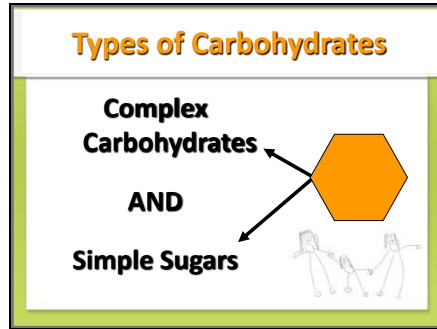 Types of Carbohydrates
Complex
Carbohydrates
AND
Simple Sugars